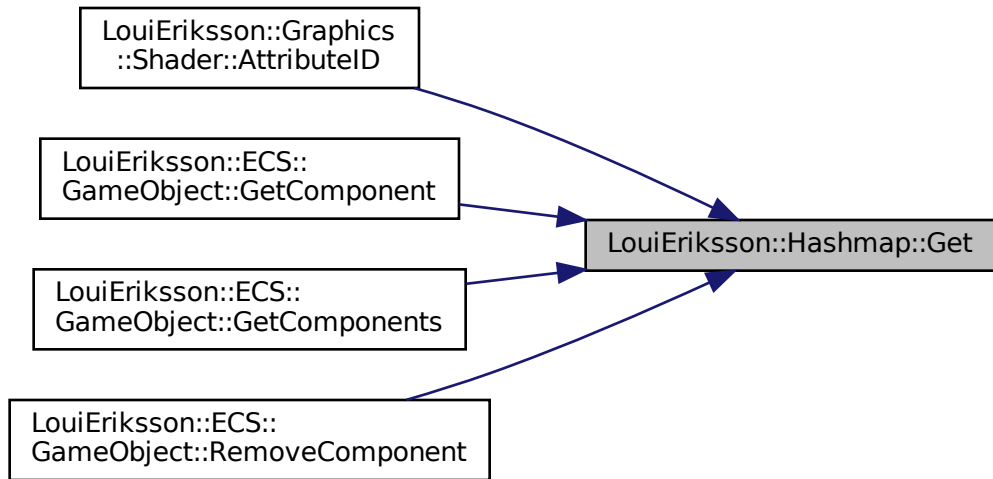 LouiEriksson::Graphics
::Shader::AttributeID
LouiEriksson::ECS::
GameObject::GetComponent
LouiEriksson::Hashmap::Get
LouiEriksson::ECS::
GameObject::GetComponents
LouiEriksson::ECS::
GameObject::RemoveComponent